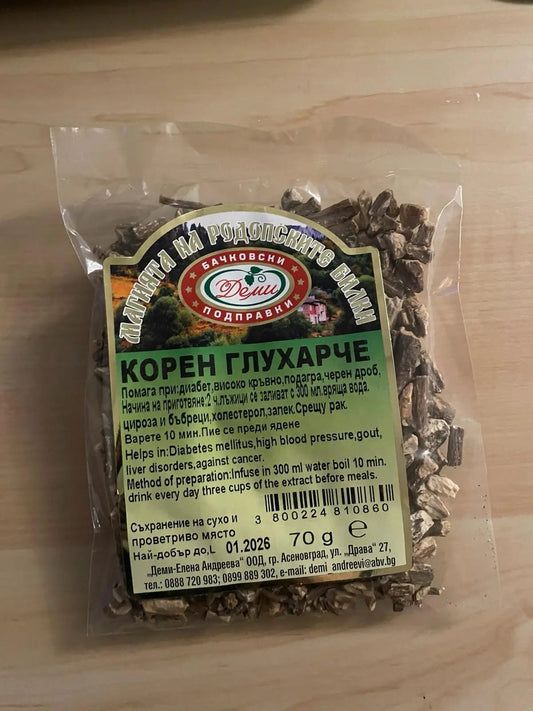 МАГИЯТА НА РОДОПСКИТЕ БИЛКИ
БАЧКОВСКИ
Деми
ПОДПРАВКИ
КОРЕН ГЛУХАРЧЕ
Помага при:диабет,високо кръвно,подагра,черен дроб,
Начина на приготвяне:2 ч.лъжици се заливат с 300 мл.вряща вода.
цироза и бъбреци,холестерол,запек.Срещу рак.
Варете 10 мин.Пие се преди ядене
Helps in:Diabetes mellitus,high blood pressure,gout,
liver disorders,against cancer.
Method of preparation:Infuse in 300 ml water boil 10 min.
drink every day three cups of the extract before meals.
3 800224 810860
Съхранение на сухо и
проветриво място
70 g e
Най-добър до,L 01.2026
„Деми-Елена Андреева" ООД, гр. Асеновград, ул. „Драва" 27,
тел.: 0888 720 983; 0899 889 302, e-mail: demi_andreevi@abv.bg